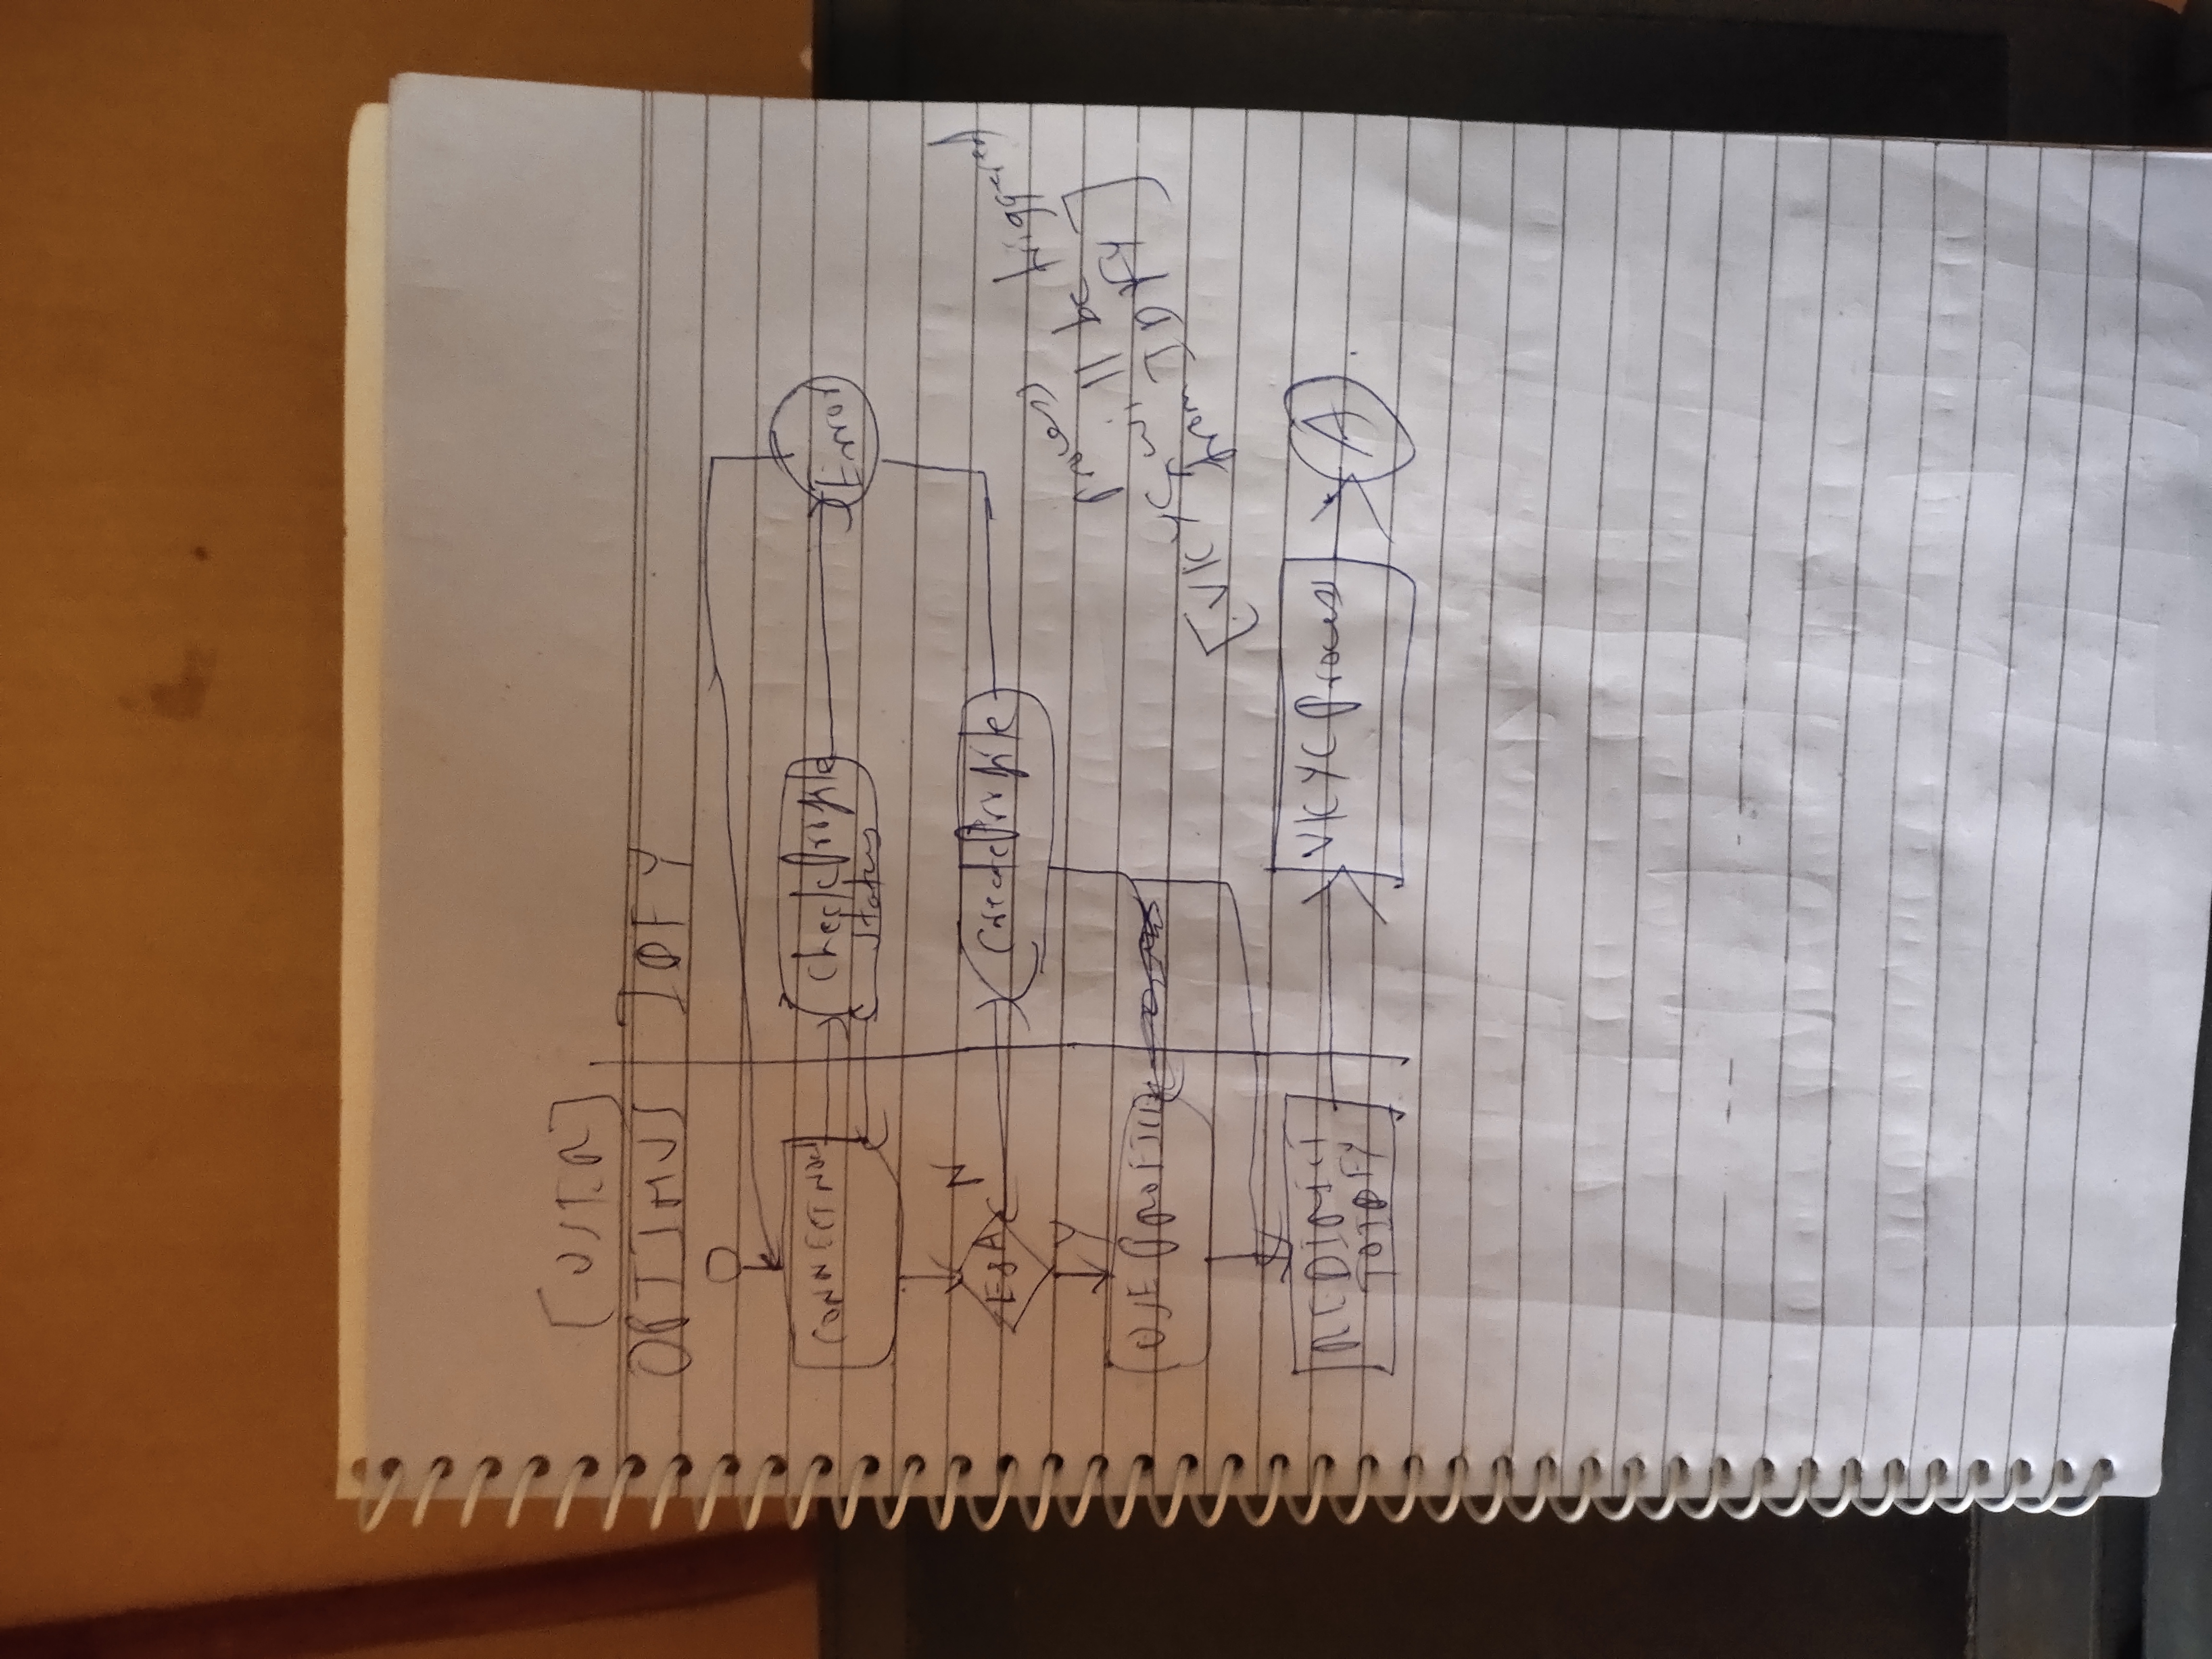 [USER]
OPTIMUS IDFY
CONNECT NOW
Check Profile
Status
Error
N
E&A
Create Profile
Y
USE PROFILE
process
[VKYC will be triggered
from IDFY]
REDIRECT
TO IDFY
VKYC Process
A